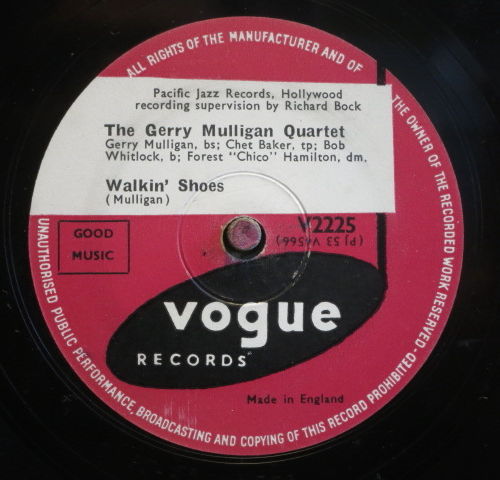 ALL RIGHTS OF THE MANUFACTURER AND OF
THE OWNER OF THE RECORDED WORK RESERVED-
UNAUTHORISED PUBLIC PERFORMANCE, BROADCASTING AND COPYING OF THIS RECORD PROHIBITED-
Pacific Jazz Records, Hollywood
recording supervision by Richard Bock
The Gerry Mulligan Quartet
Gerry Mulligan, bs; Chet Baker, tp; Bob
Whitlock, b; Forest "Chico" Hamilton, dm,
Walkin' Shoes
(Mulligan)
GOOD
MUSIC
V2225
vogue
RECORDS
Made in England